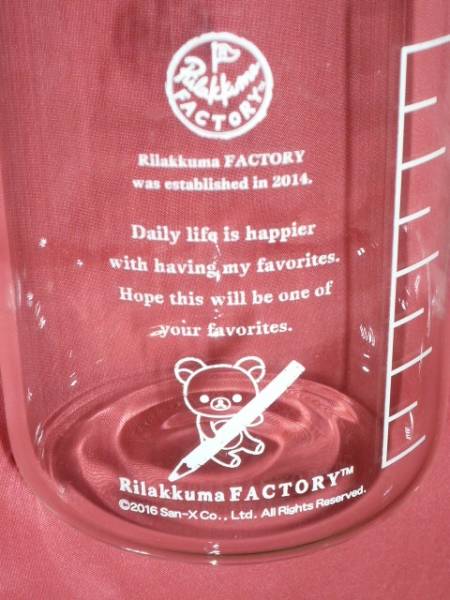 Rilakkuma
FACTORY™
Rilakkuma FACTORY
was established in 2014.
Daily life is happier
with having my favorites.
Hope this will be one of
your favorites.
Rilakkuma FACTORY™
©2016 San-X Co., Ltd. All Rights Reserved.